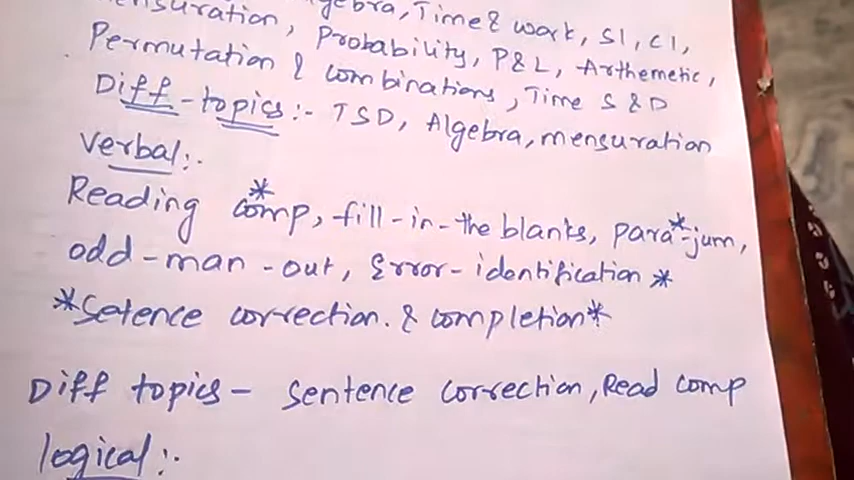 mensuration, Algebra, Time & work, SI, CI,
Permutation & combinations, Probability, P&L, Arthemetic, Time S&D
Diff-topics:- TSD, Algebra, mensuration
Verbal:-
Reading comp*, fill-in-the blanks, para*-jum,
odd-man-out, Error-identification *
*Setence correction. & completion*
Diff topics - Sentence correction, Read comp
logical:-